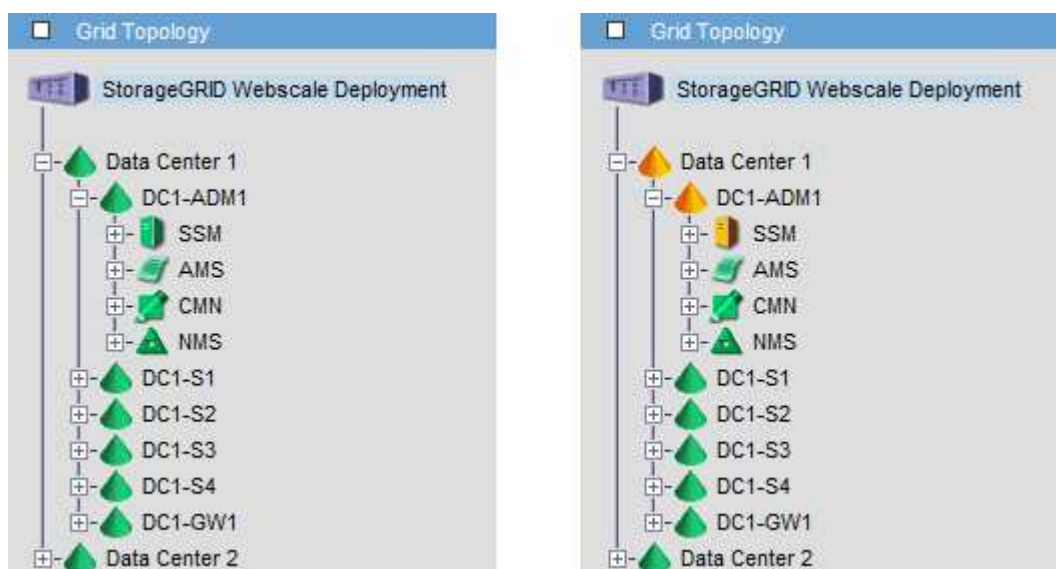 Grid Topology
StorageGRID Webscale Deployment
Data Center 1
DC1-ADM1
SSM
AMS
CMN
NMS
DC1-S1
DC1-S2
DC1-S3
DC1-S4
DC1-GW1
Data Center 2
Grid Topology
StorageGRID Webscale Deployment
Data Center 1
DC1-ADM1
SSM
AMS
CMN
NMS
DC1-S1
DC1-S2
DC1-S3
DC1-S4
DC1-GW1
Data Center 2